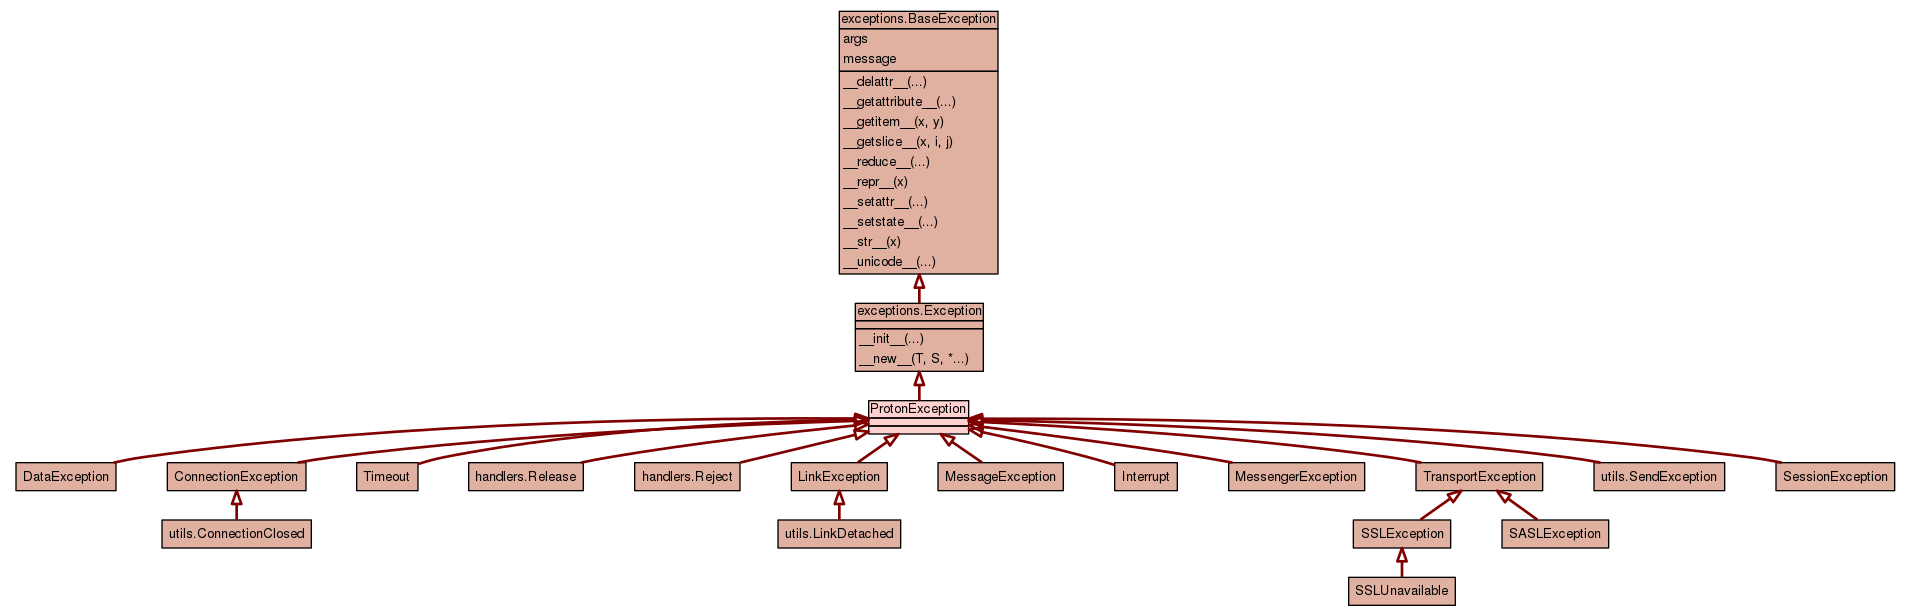 exceptions.BaseException
args
message
__delattr__(...)
__getattribute__(...)
__getitem__(x, y)
__getslice__(x, i, j)
__reduce__(...)
__repr__(x)
__setattr__(...)
__setstate__(...)
__str__(x)
__unicode__(...)
exceptions.Exception
__init__(...)
__new__(T, S, *...)
ProtonException
DataException
ConnectionException
Timeout
handlers.Release
handlers.Reject
LinkException
MessageException
Interrupt
MessengerException
TransportException
utils.SendException
SessionException
utils.ConnectionClosed
utils.LinkDetached
SSLException
SASLException
SSLUnavailable